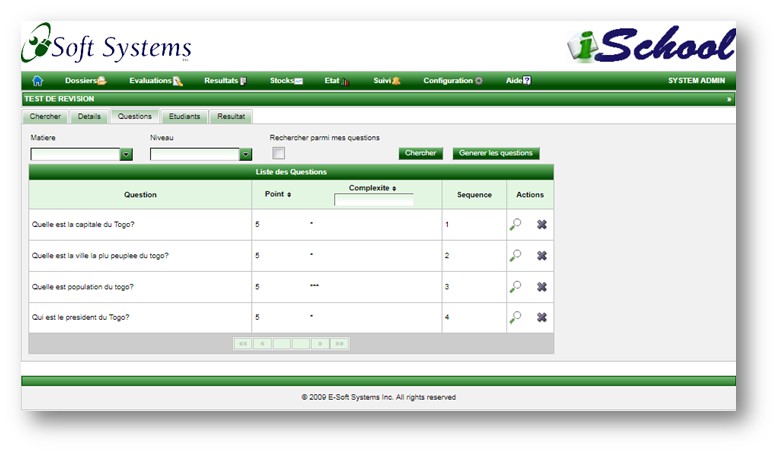 Soft Systems
iSchool
Dossiers Evaluations Resultats Stocks Etat Suivi Configuration Aide SYSTEM ADMIN
TEST DE REVISION »
Chercher Details Questions Etudiants Resultat
Matiere Niveau Rechercher parmi mes questions
Chercher Generer les questions
Liste des Questions
Question Point Complexite Sequence Actions
Quelle est la capitale du Togo? 5 * 1
Quelle est la ville la plu peuplee du togo? 5 * 2
Quelle est population du togo? 5 *** 3
Qui est le president du Togo? 5 * 4
«« « » »»
© 2009 E-Soft Systems Inc. All rights reserved